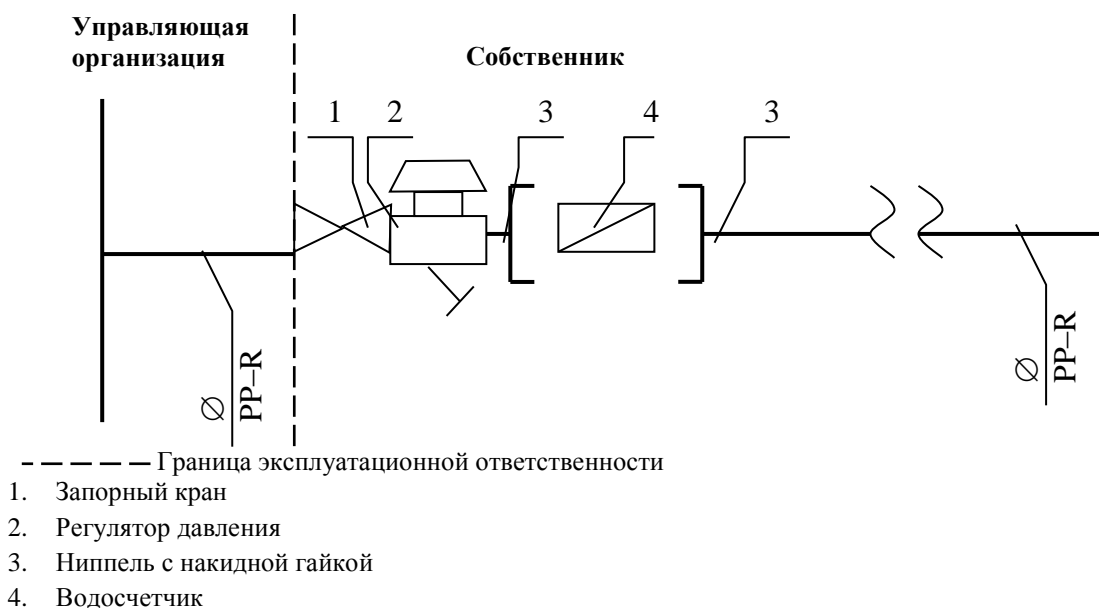 Управляющая
организация
Собственник
1 2 3 4 3
∅
PP–R
∅
PP–R
Граница эксплуатационной ответственности
1. Запорный кран
2. Регулятор давления
3. Ниппель с накидной гайкой
4. Водосчетчик